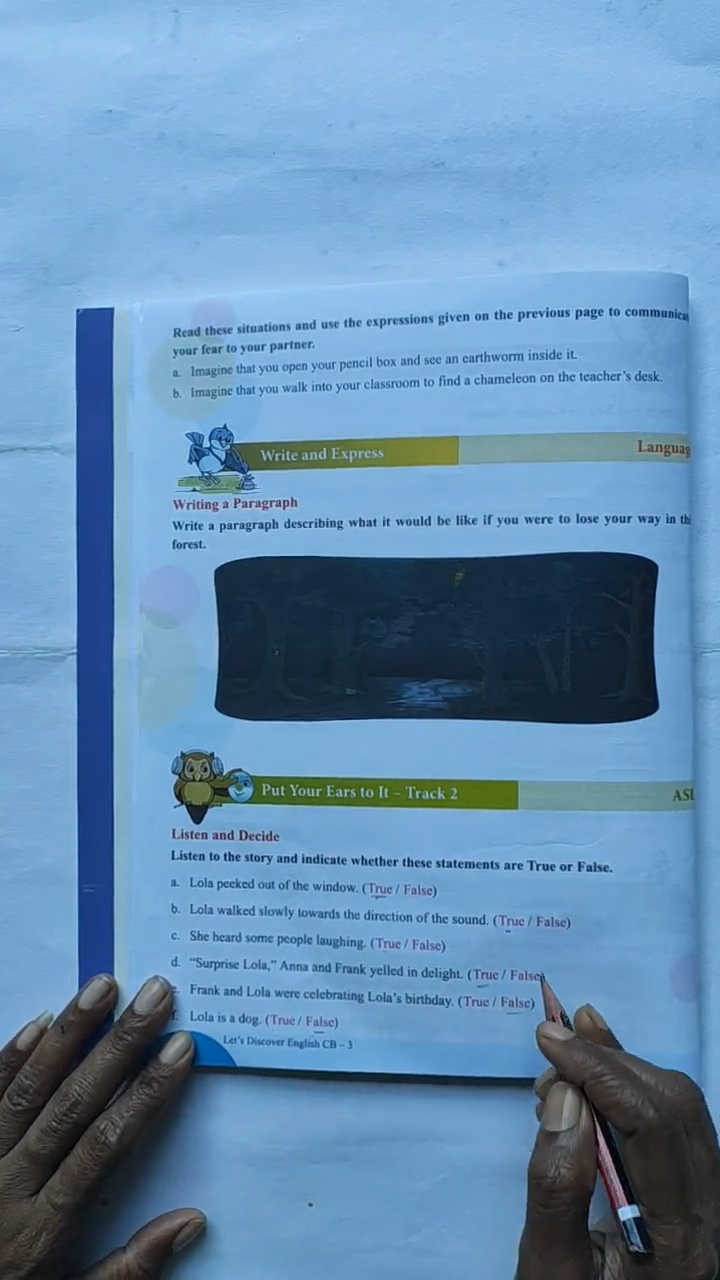 Read these situations and use the expressions given on the previous page to
your fear to your partner.
a. Imagine that you open your pencil box and see an earthworm inside it.
b. Imagine that you walk into your classroom to find a chameleon on the teacher's desk.
Write and Express
Writing a Paragraph
Write a paragraph describing what it would be like if you were to lose your way in
forest.
Put Your Ears to It – Track 2
Listen and Decide
Listen to the story and indicate whether these statements are True or False.
a. Lola peeked out of the window. (True / False)
b. Lola walked slowly towards the direction of the sound. (True / False)
c. She heard some people laughing. (True / False)
d. "Surprise Lola," Anna and Frank yelled in delight. (True / False)
Frank and Lola were celebrating Lola's birthday. (True / False)
f. Lola is a dog. (True / False)
Let's Discover English CB – 3